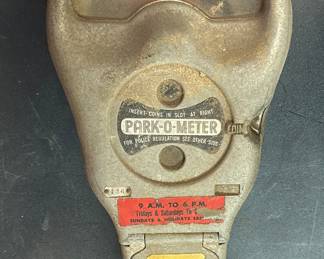 INSERT COINS IN SLOT AT RIGHT
PARK-O-METER
COIN
FOR POLICE REGULATION SEE OTHER SIDE
9 A.M. TO 6 P.M.
Fridays & Saturdays To
SUNDAYS & HOLIDAYS